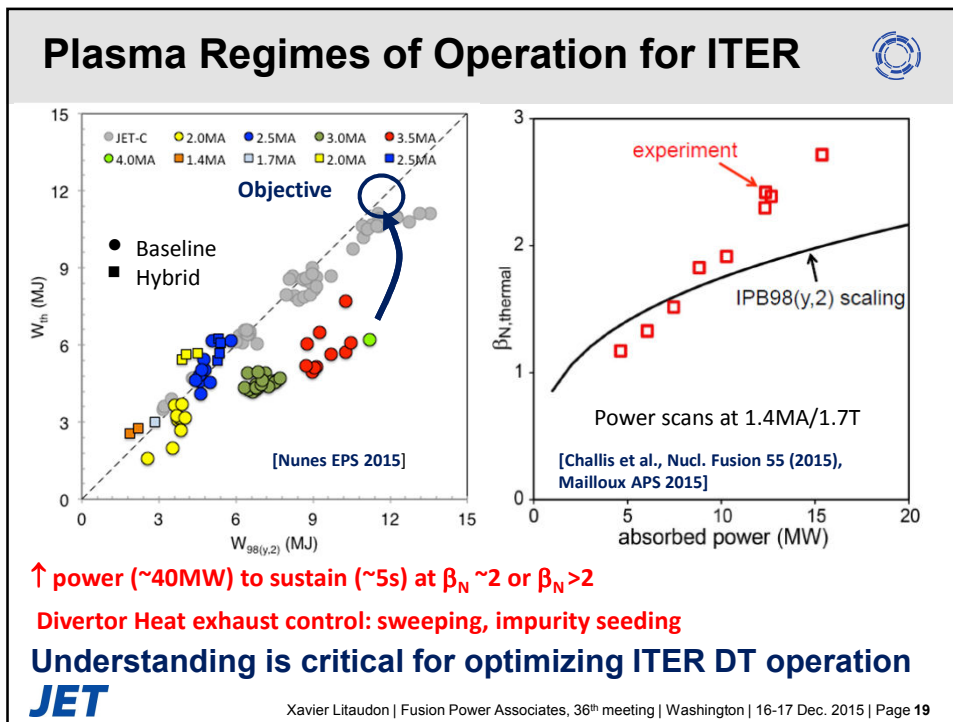 Plasma Regimes of Operation for ITER
15
12
9
6
3
0
W_th (MJ)
JET-C 2.0MA 2.5MA 3.0MA 3.5MA
4.0MA 1.4MA 1.7MA 2.0MA 2.5MA
Objective
Baseline
Hybrid
[Nunes EPS 2015]
0 3 6 9 12 15
W_98(y,2) (MJ)
3
2
1
0
β_N,thermal
experiment
IPB98(y,2) scaling
Power scans at 1.4MA/1.7T
[Challis et al., Nucl. Fusion 55 (2015),
Mailloux APS 2015]
0 5 10 15 20
absorbed power (MW)
↑ power (~40MW) to sustain (~5s) at β_N ~2 or β_N >2
Divertor Heat exhaust control: sweeping, impurity seeding
Understanding is critical for optimizing ITER DT operation
JET
Xavier Litaudon | Fusion Power Associates, 36th meeting | Washington | 16-17 Dec. 2015 | Page 19